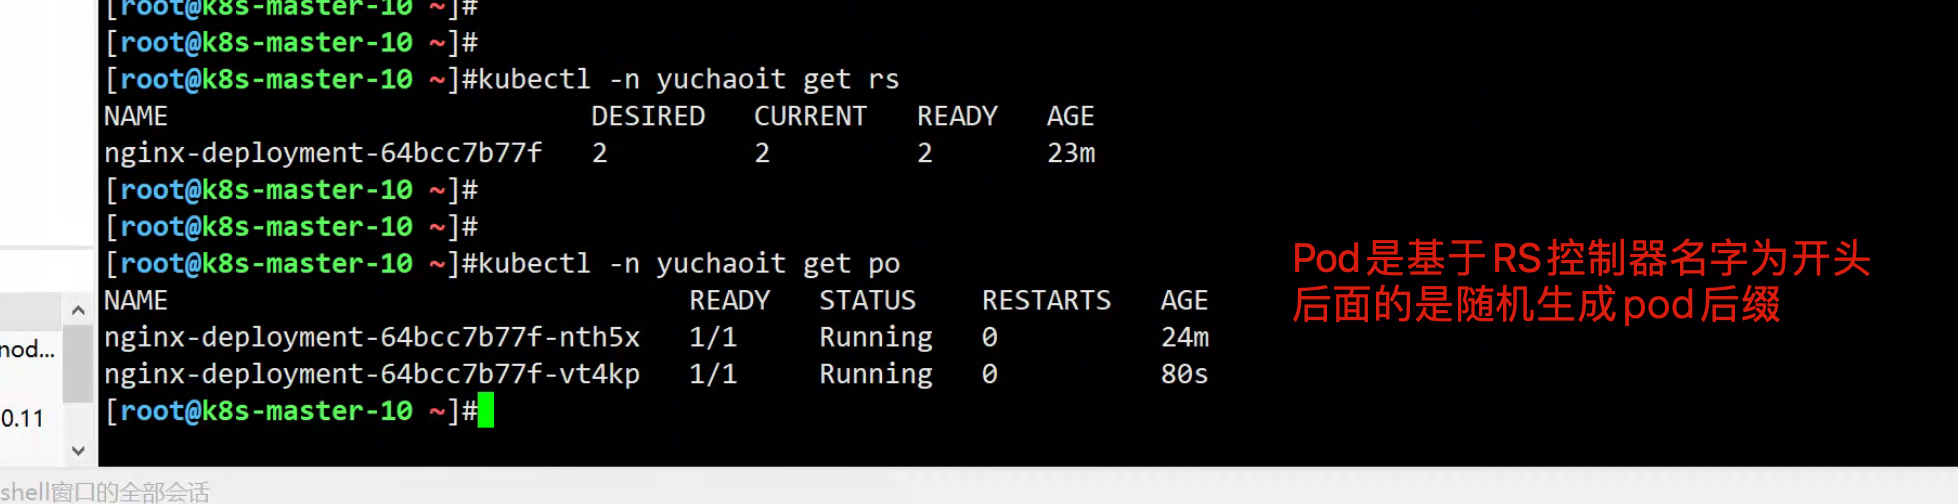 [root@k8s-master-10 ~]#
[root@k8s-master-10 ~]#
[root@k8s-master-10 ~]#kubectl -n yuchaoit get rs
NAME DESIRED CURRENT READY AGE
nginx-deployment-64bcc7b77f 2 2 2 23m
[root@k8s-master-10 ~]#
[root@k8s-master-10 ~]#
[root@k8s-master-10 ~]#kubectl -n yuchaoit get po
NAME READY STATUS RESTARTS AGE
nginx-deployment-64bcc7b77f-nth5x 1/1 Running 0 24m
nginx-deployment-64bcc7b77f-vt4kp 1/1 Running 0 80s
[root@k8s-master-10 ~]#
Pod是基于RS控制器名字为开头
后面的是随机生成pod后缀
nod...
0.11
shell窗口的全部会话